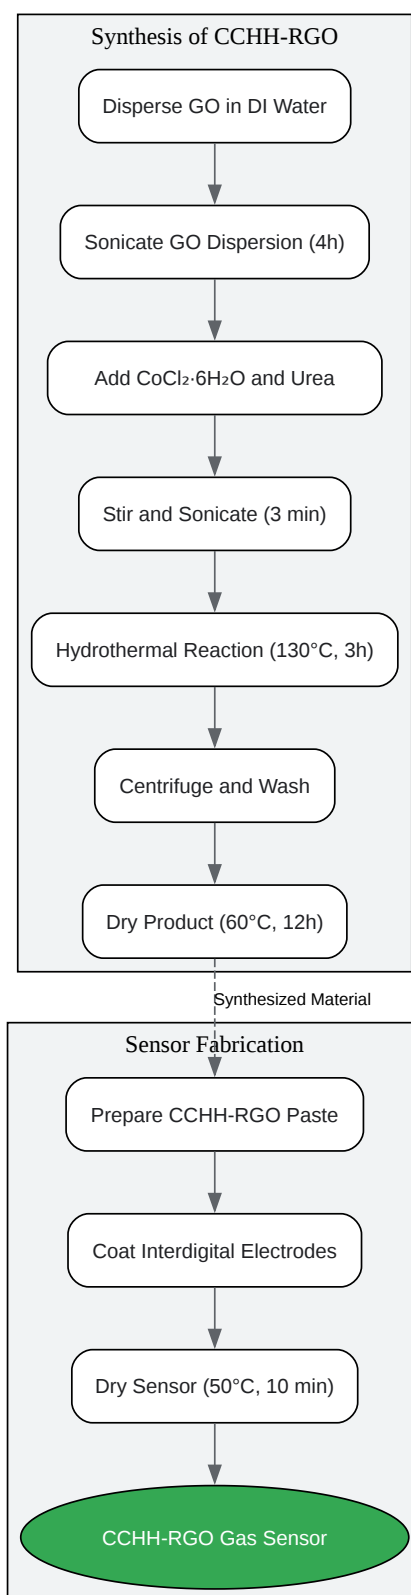 Synthesis of CCHH-RGO
Disperse GO in DI Water
Sonicate GO Dispersion (4h)
Add CoCl₂·6H₂O and Urea
Stir and Sonicate (3 min)
Hydrothermal Reaction (130°C, 3h)
Centrifuge and Wash
Dry Product (60°C, 12h)
Synthesized Material
Sensor Fabrication
Prepare CCHH-RGO Paste
Coat Interdigital Electrodes
Dry Sensor (50°C, 10 min)
CCHH-RGO Gas Sensor